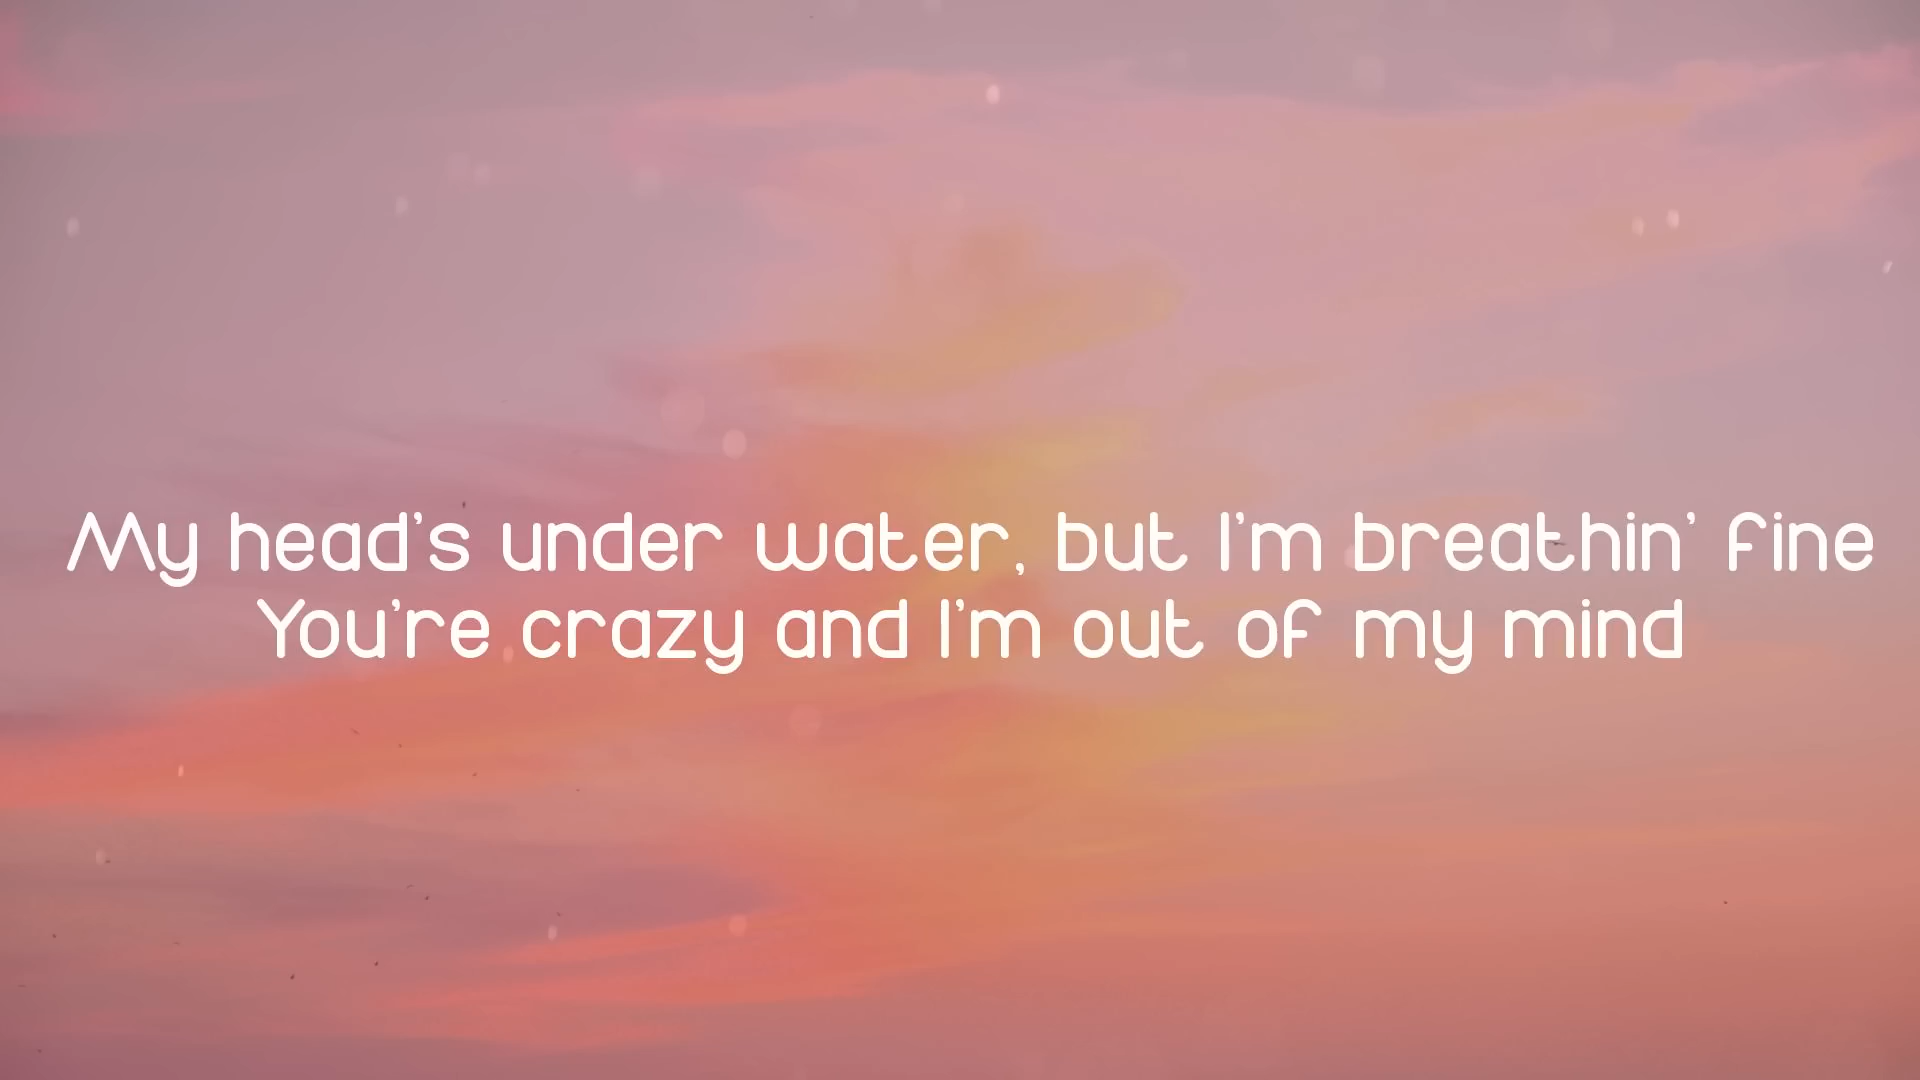 My head's under water, but I'm breathin' fine
You're crazy and I'm out of my mind